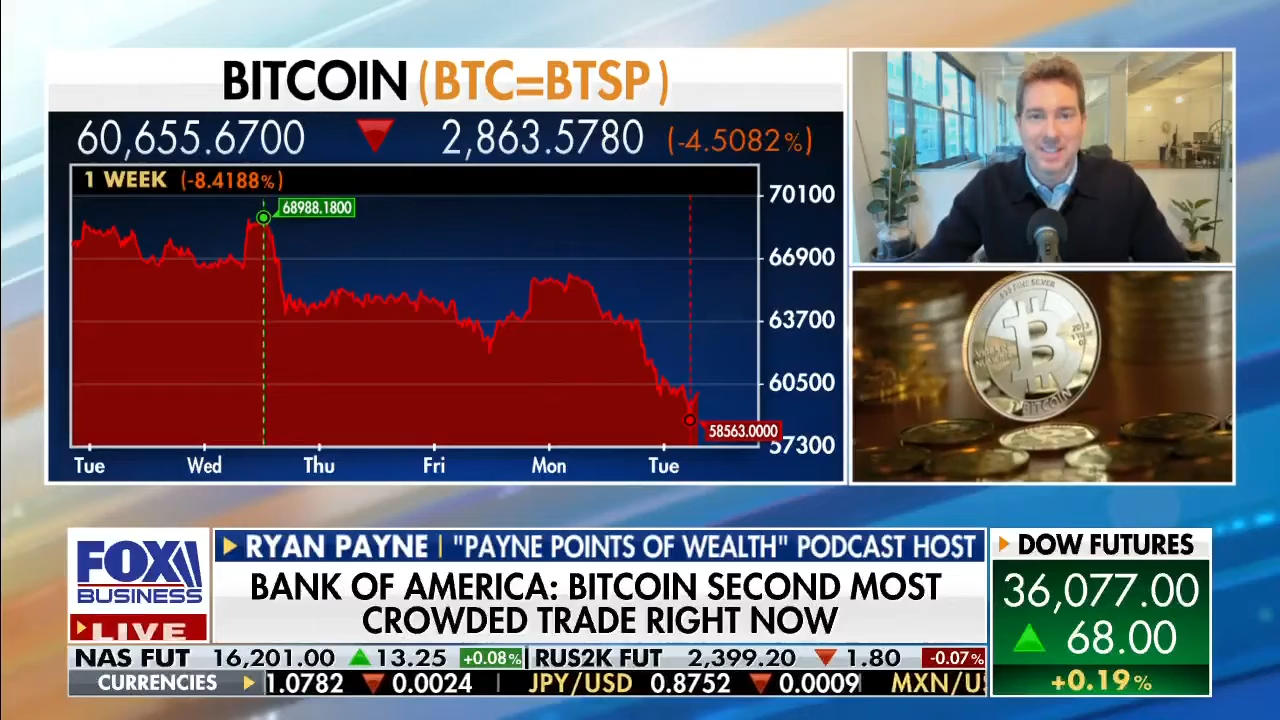 BITCOIN (BTC=BTSP)
60,655.6700 2,863.5780 (-4.5082%)
1 WEEK (-8.4188%)
68988.1800
70100
66900
63700
60500
58563.0000
57300
Tue Wed Thu Fri Mon Tue
BITCOIN
FOX
BUSINESS
LIVE
RYAN PAYNE | "PAYNE POINTS OF WEALTH" PODCAST HOST
BANK OF AMERICA: BITCOIN SECOND MOST
CROWDED TRADE RIGHT NOW
DOW FUTURES
36,077.00
68.00
+0.19%
NAS FUT 16,201.00 13.25 +0.08% RUS2K FUT 2,399.20 1.80 -0.07%
CURRENCIES 1.0782 0.0024 JPY/USD 0.8752 0.0009 MXN/US